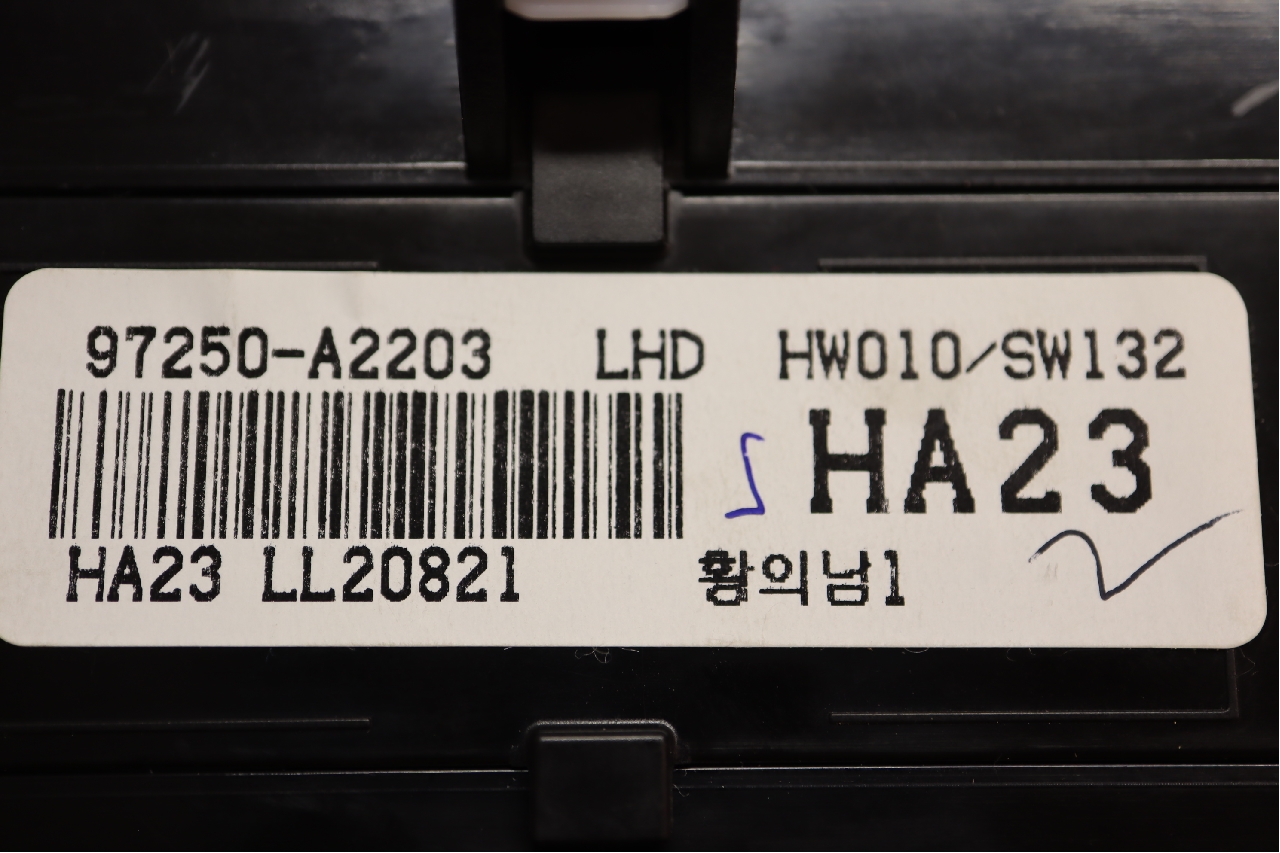 97250-A2203 LHD HW010/SW132
HA23
HA23 LL20821 황의남1